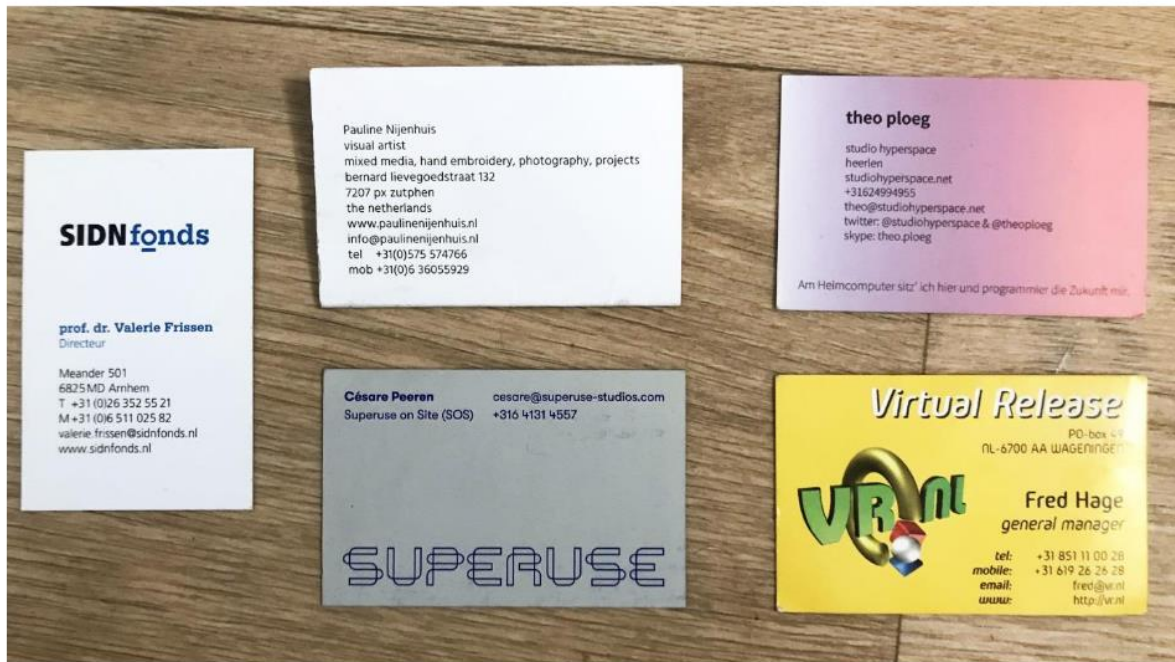 SIDNfonds
prof. dr. Valerie Frissen
Directeur
Meander 501
6825 MD Arnhem
T +31 (0)26 352 55 21
M +31 (0)6 511 025 82
valerie.frissen@sidnfonds.nl
www.sidnfonds.nl
Pauline Nijenhuis
visual artist
mixed media, hand embroidery, photography, projects
bernard lievegoedstraat 132
7207 px zutphen
the netherlands
www.paulinenijenhuis.nl
info@paulinenijenhuis.nl
tel +31(0)575 574766
mob +31(0)6 36055929
theo ploeg
studio hyperspace
heerlen
studiohyperspace.net
+31624994955
theo@studiohyperspace.net
twitter: @studiohyperspace & @theoploeg
skype: theo.ploeg
Am Heimcomputer sitz' ich hier und programmier die Zukunft mir.
Césare Peeren cesare@superuse-studios.com
Superuse on Site (SOS) +316 4131 4557
SUPERUSE
Virtual Release
PO-box 49
NL-6700 AA WAGENINGEN
VR.NL
Fred Hage
general manager
tel: +31 851 11 00 28
mobile: +31 619 26 26 28
email: fred@vr.nl
www: http://vr.nl